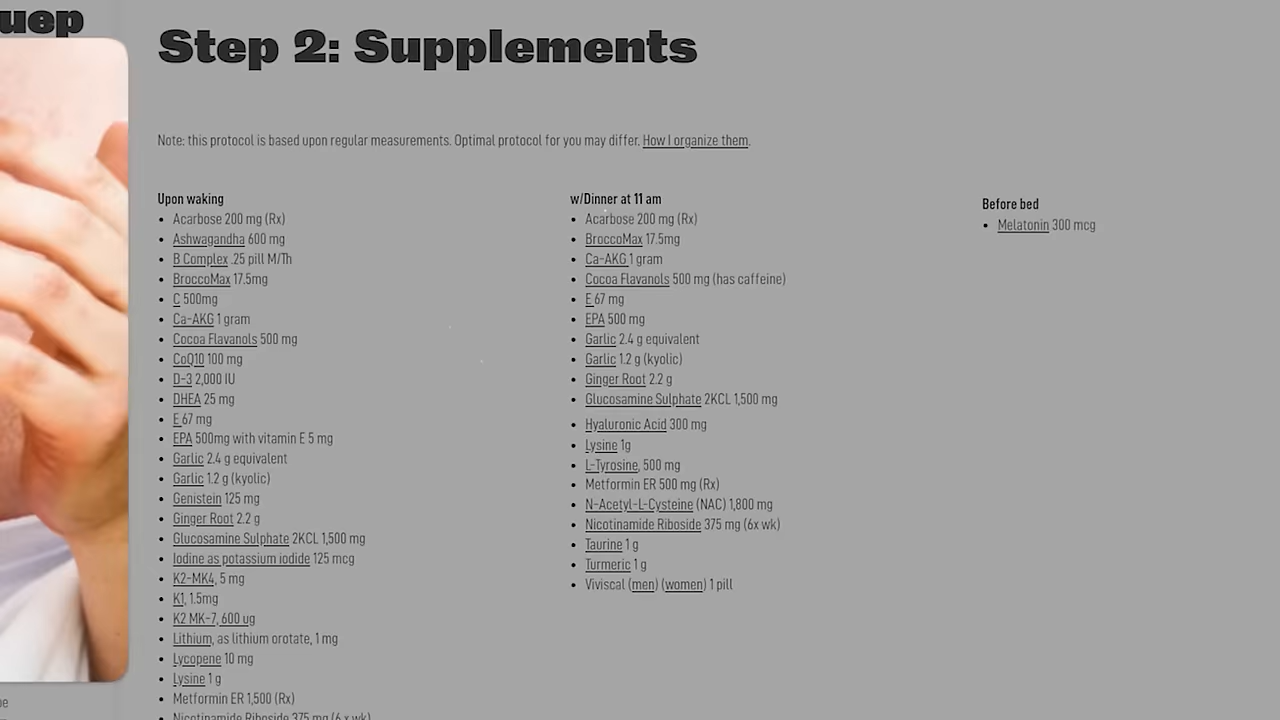 Step 2: Supplements
Note: this protocol is based upon regular measurements. Optimal protocol for you may differ. How I organize them.
Upon waking
Acarbose 200 mg (Rx)
Ashwagandha 600 mg
B Complex .25 pill M/Th
BroccoMax 17.5mg
C 500mg
Ca-AKG 1 gram
Cocoa Flavanols 500 mg
CoQ10 100 mg
D-3 2,000 IU
DHEA 25 mg
E 67 mg
EPA 500mg with vitamin E 5 mg
Garlic 2.4 g equivalent
Garlic 1.2 g (kyolic)
Genistein 125 mg
Ginger Root 2.2 g
Glucosamine Sulphate 2KCL 1,500 mg
Iodine as potassium iodide 125 mcg
K2-MK4, 5 mg
K1, 1.5mg
K2 MK-7, 600 ug
Lithium, as lithium orotate, 1 mg
Lycopene 10 mg
Lysine 1 g
Metformin ER 1,500 (Rx)
Nicotinamide Riboside 375 mg (6 x wk)
w/Dinner at 11 am
Acarbose 200 mg (Rx)
BroccoMax 17.5mg
Ca-AKG 1 gram
Cocoa Flavanols 500 mg (has caffeine)
E 67 mg
EPA 500 mg
Garlic 2.4 g equivalent
Garlic 1.2 g (kyolic)
Ginger Root 2.2 g
Glucosamine Sulphate 2KCL 1,500 mg
Hyaluronic Acid 300 mg
Lysine 1g
L-Tyrosine, 500 mg
Metformin ER 500 mg (Rx)
N-Acetyl-L-Cysteine (NAC) 1,800 mg
Nicotinamide Riboside 375 mg (6x wk)
Taurine 1 g
Turmeric 1 g
Viviscal (men) (women) 1 pill
Before bed
Melatonin 300 mcg